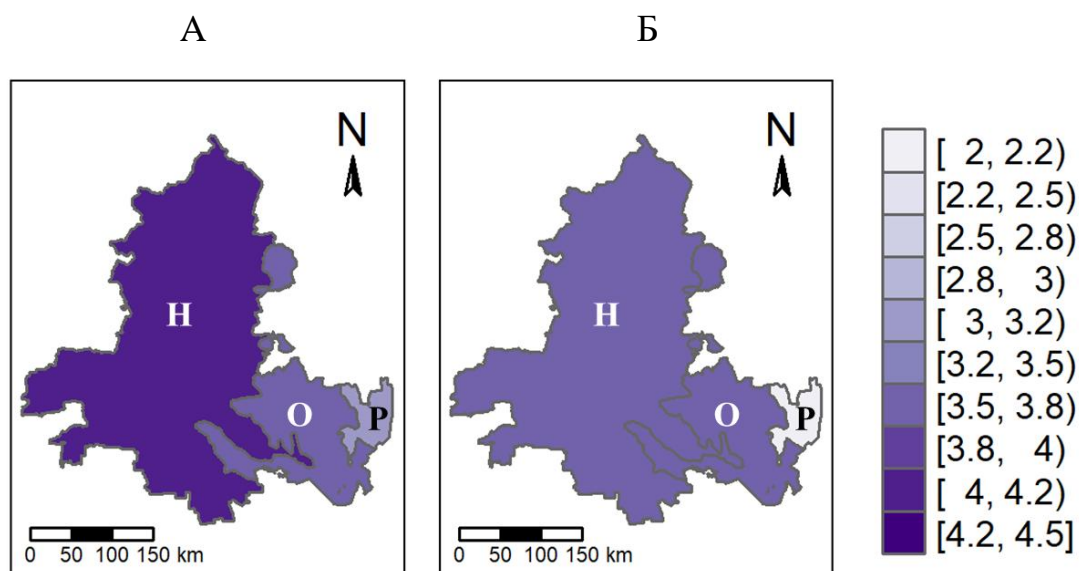 А Б
N
N
H
H
O
O
P
P
0 50 100 150 km
0 50 100 150 km
[ 2, 2.2)
[2.2, 2.5)
[2.5, 2.8)
[2.8, 3)
[ 3, 3.2)
[3.2, 3.5)
[3.5, 3.8)
[3.8, 4)
[ 4, 4.2)
[4.2, 4.5]